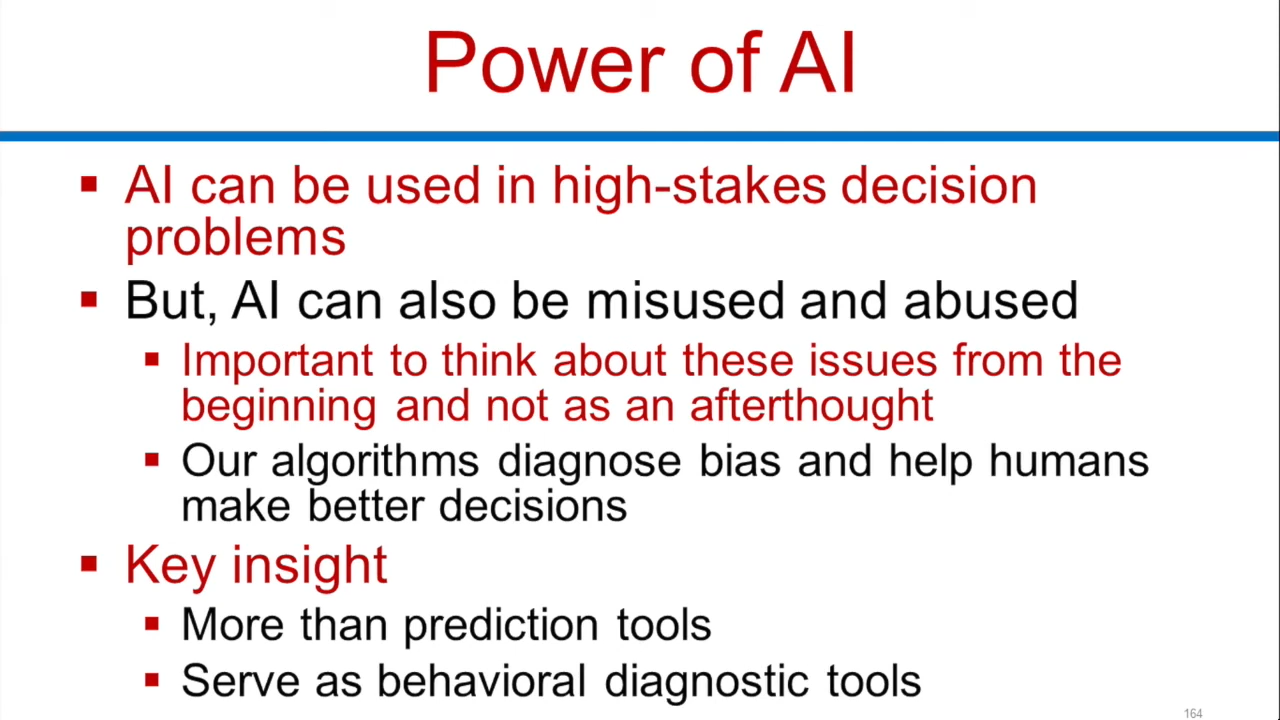 Power of AI
▪ AI can be used in high-stakes decision
problems
▪ But, AI can also be misused and abused
▪ Important to think about these issues from the
beginning and not as an afterthought
▪ Our algorithms diagnose bias and help humans
make better decisions
▪ Key insight
▪ More than prediction tools
▪ Serve as behavioral diagnostic tools
164